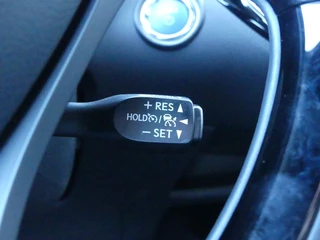 + RES ▲
HOLD / ◄
− SET ▼